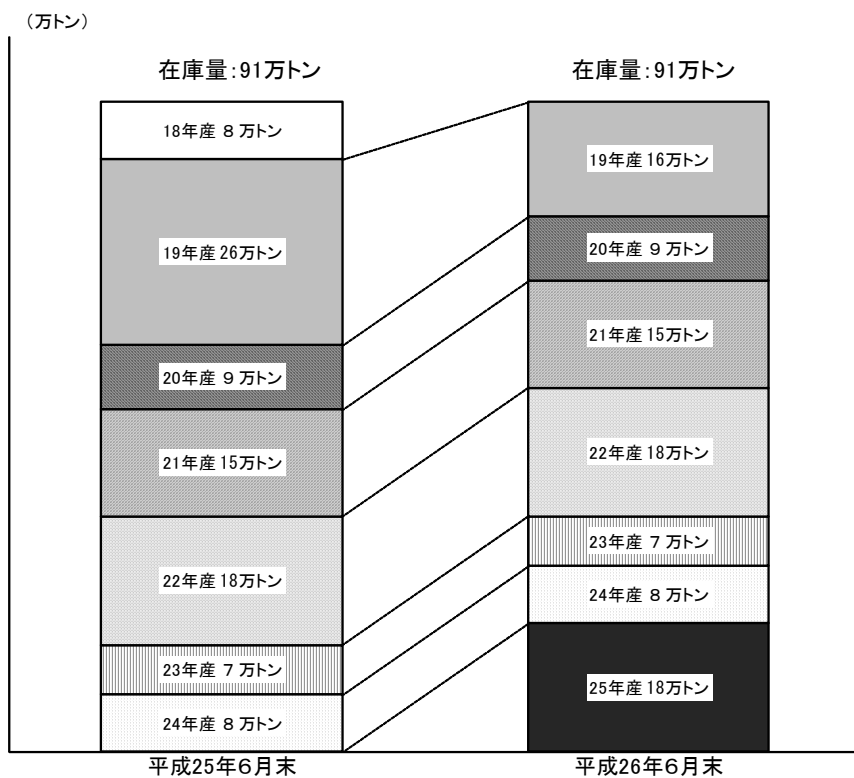 （万トン）
在庫量：91万トン
18年産 8 万トン
19年産 26万トン
20年産 9 万トン
21年産 15万トン
22年産 18万トン
23年産 7 万トン
24年産 8 万トン
平成25年6月末
在庫量：91万トン
19年産 16万トン
20年産 9 万トン
21年産 15万トン
22年産 18万トン
23年産 7 万トン
24年産 8 万トン
25年産 18万トン
平成26年6月末